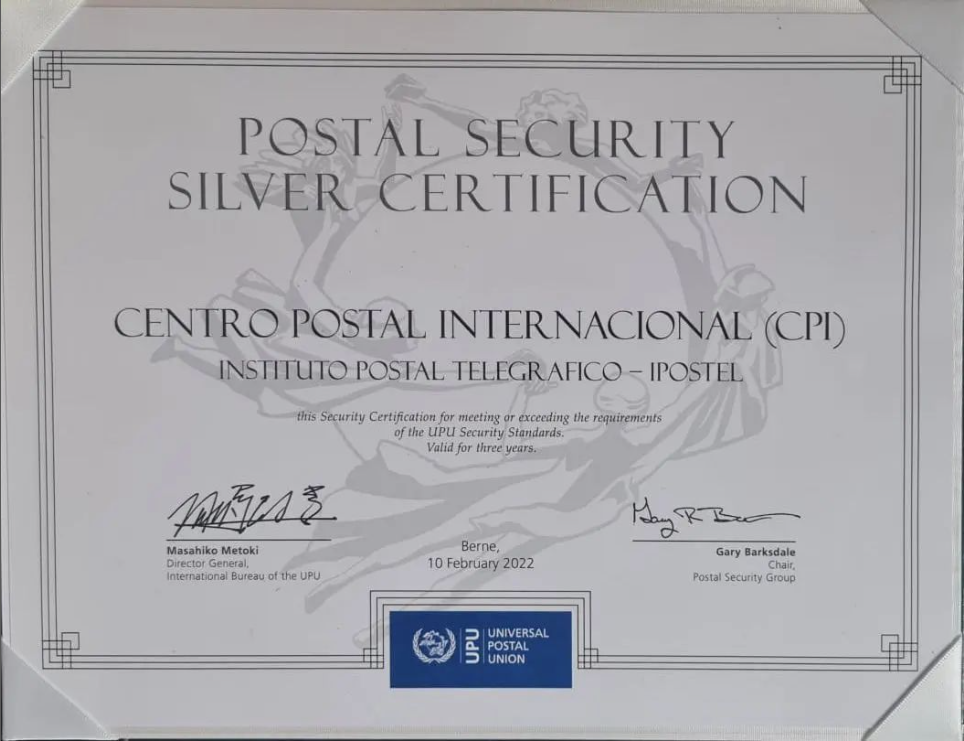 POSTAL SECURITY
SILVER CERTIFICATION
CENTRO POSTAL INTERNACIONAL (CPI)
INSTITUTO POSTAL TELEGRAFICO – IPOSTEL
this Security Certification for meeting or exceeding the requirements
of the UPU Security Standards.
Valid for three years.
Masahiko Metoki
Director General,
International Bureau of the UPU
Berne,
10 February 2022
Gary Barksdale
Chair,
Postal Security Group
UPU
UNIVERSAL
POSTAL
UNION